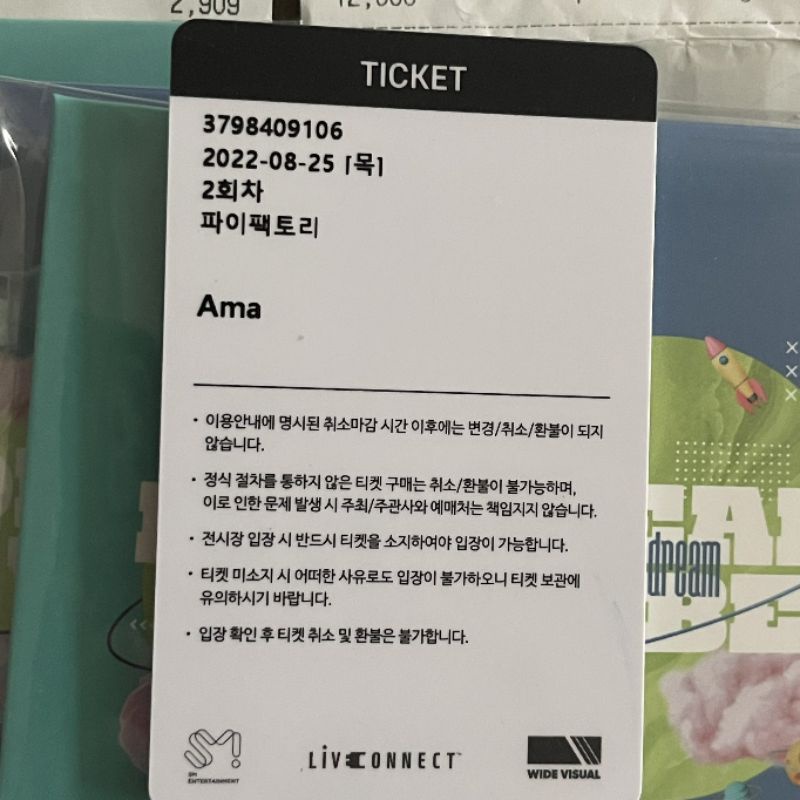 2,909
TICKET
3798409106
2022-08-25 [목]
2회차
파이팩토리
Ama
• 이용안내에 명시된 취소마감 시간 이후에는 변경/취소/환불이 되지
않습니다.
• 정식 절차를 통하지 않은 티켓 구매는 취소/환불이 불가능하며,
이로 인한 문제 발생 시 주최/주관사와 예매처는 책임지지 않습니다.
• 전시장 입장 시 반드시 티켓을 소지하여야 입장이 가능합니다.
• 티켓 미소지 시 어떠한 사유로도 입장이 불가하오니 티켓 보관에
유의하시기 바랍니다.
• 입장 확인 후 티켓 취소 및 환불은 불가합니다.
dream
BE
SM!
SM
ENTERTAINMENT
LiVECONNECT
WIDE VISUAL